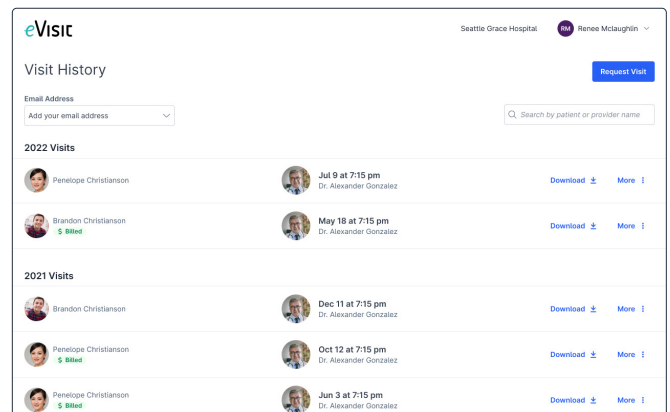 eVisit
Seattle Grace Hospital
RM Renee Mclaughlin
Visit History
Request Visit
Email Address
Add your email address
Search by patient or provider name
2022 Visits
Penelope Christianson
Jul 9 at 7:15 pm
Dr. Alexander Gonzalez
Download
More
Brandon Christianson
$ Billed
May 18 at 7:15 pm
Dr. Alexander Gonzalez
Download
More
2021 Visits
Brandon Christianson
Dec 11 at 7:15 pm
Dr. Alexander Gonzalez
Download
More
Penelope Christianson
$ Billed
Oct 12 at 7:15 pm
Dr. Alexander Gonzalez
Download
More
Penelope Christianson
$ Billed
Jun 3 at 7:15 pm
Dr. Alexander Gonzalez
Download
More